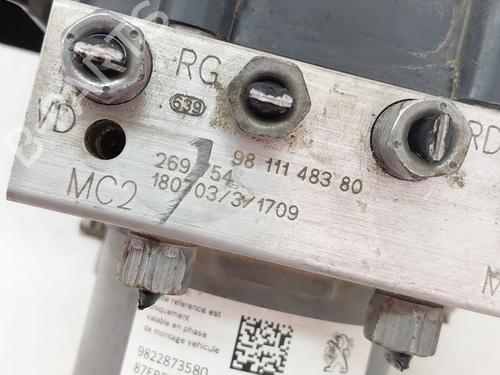 RG
639
VD
RD
269 54
98 111 483 80
MC2
180703/3/1709
M
de reference est
uniquement
valable en phase
de montage vehicule
9822873580